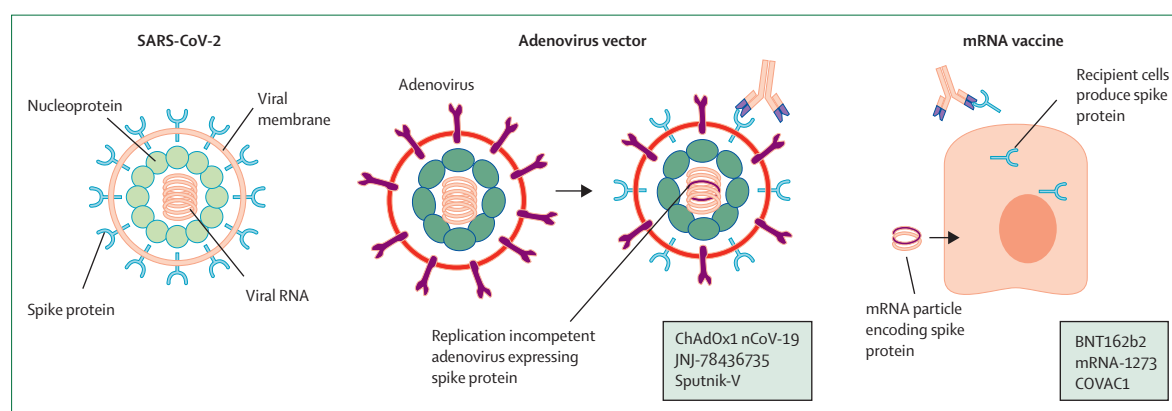 SARS-CoV-2
Nucleoprotein
Viral
membrane
Spike protein
Viral RNA
Adenovirus vector
Adenovirus
Replication incompetent
adenovirus expressing
spike protein
ChAdOx1 nCoV-19
JNJ-78436735
Sputnik-V
mRNA vaccine
Recipient cells
produce spike
protein
mRNA particle
encoding spike
protein
BNT162b2
mRNA-1273
COVAC1